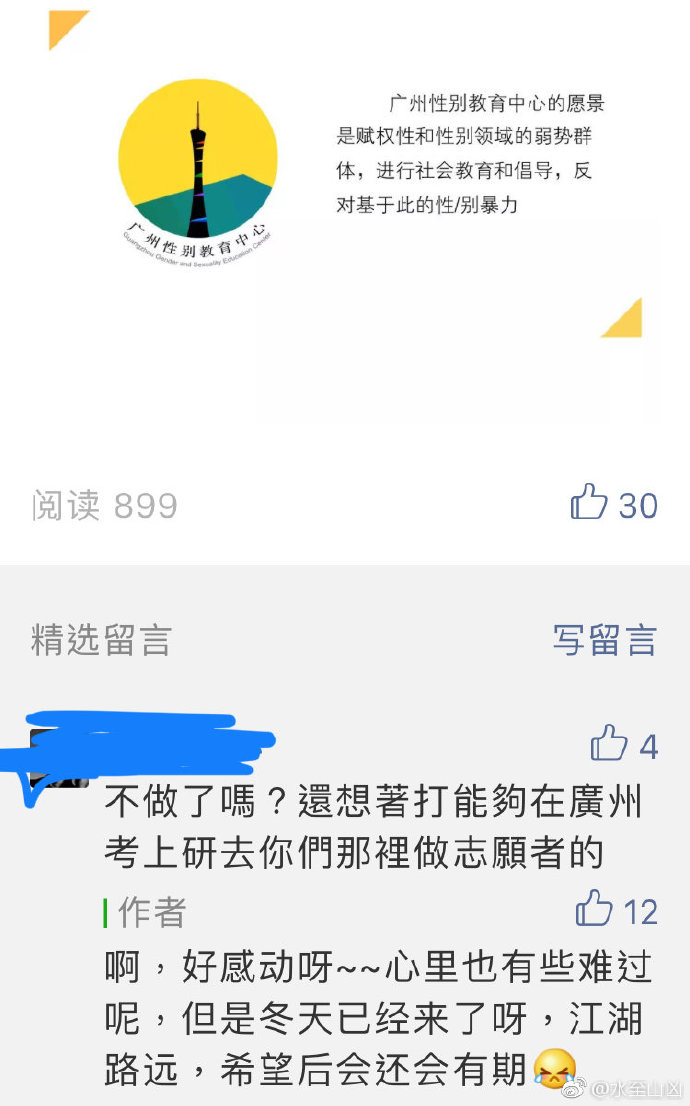 广州性别教育中心
Guangzhou Gender and Sexuality Education Center
广州性别教育中心的愿景
是赋权性和性别领域的弱势群
体，进行社会教育和倡导，反
对基于此的性/别暴力
阅读 899
30
精选留言
写留言
4
不做了嗎？還想著打能夠在廣州
考上研去你們那裡做志願者的
作者
12
啊，好感动呀~~心里也有些难过
呢，但是冬天已经来了呀，江湖
路远，希望后会还会有期
@水至山凶